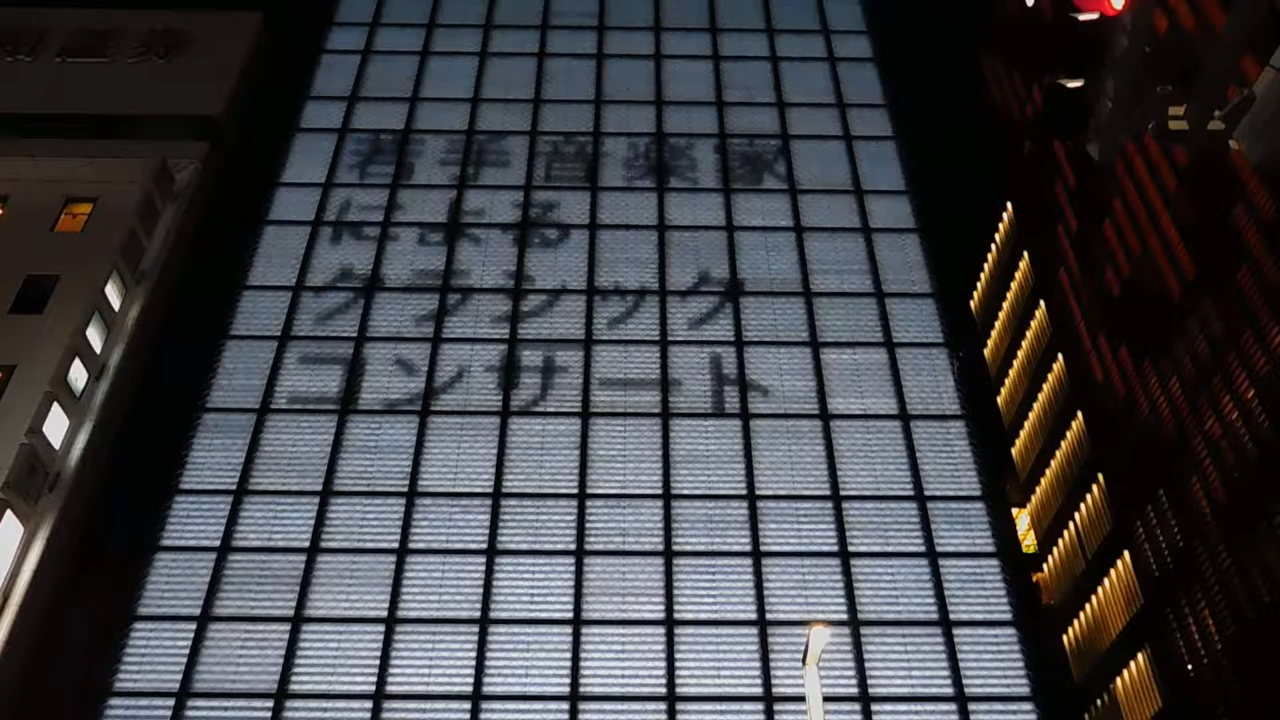 若手音楽家
による
クラシック
コンサート